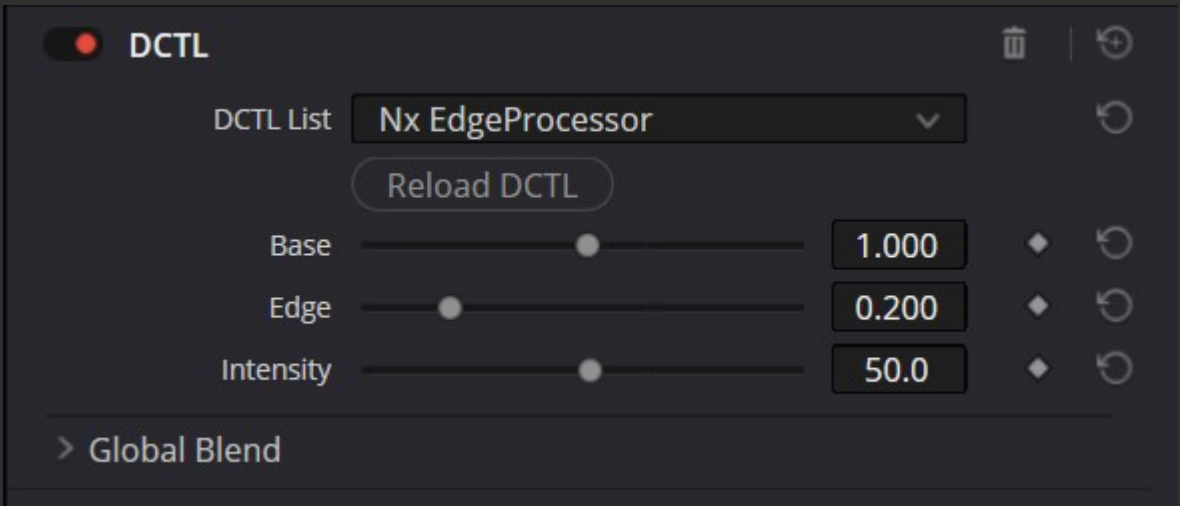 DCTL
DCTL List Nx EdgeProcessor
Reload DCTL
Base 1.000
Edge 0.200
Intensity 50.0
Global Blend